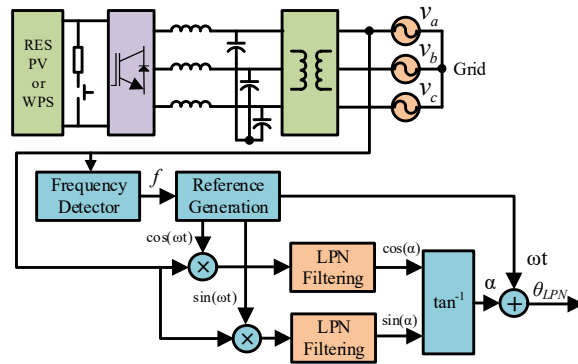 RES
PV
or
WPS
v_a
v_b
v_c
Grid
Frequency
Detector
f
Reference
Generation
cos(ωt)
sin(ωt)
×
×
LPN
Filtering
LPN
Filtering
cos(α)
sin(α)
tan⁻¹
α
ωt
+
θ_LPN